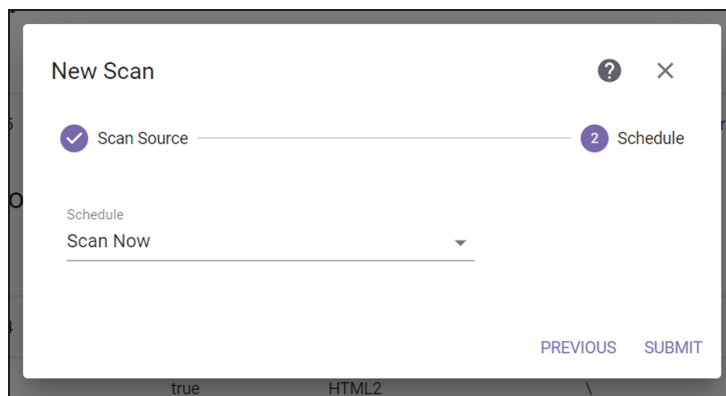 New Scan
Scan Source
2 Schedule
Schedule
Scan Now
PREVIOUS SUBMIT
true HTML2 \